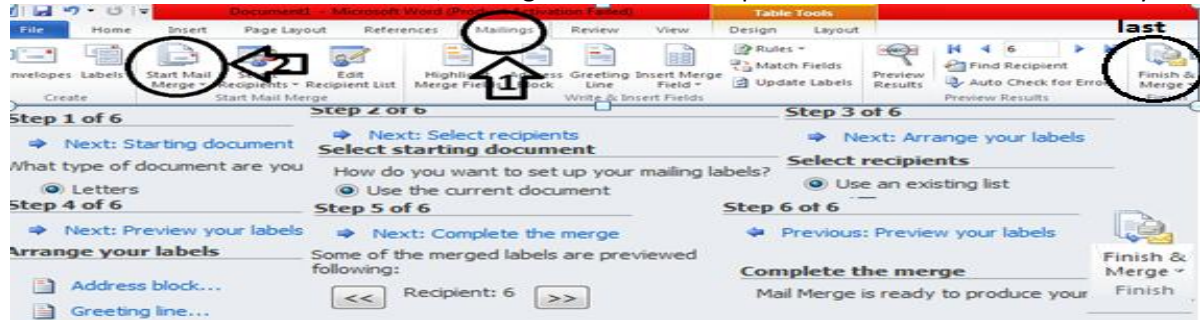 Document1 - Microsoft Word (Product Activation Failed) Table Tools
File Home Insert Page Layout References Mailings Review View Design Layout last
Envelopes Labels Start Mail Merge Recipients Edit Recipient List Highlight Merge Fields Greeting Line Insert Merge Field
Rules
Match Fields
Update Labels
Preview Results
6
Find Recipient
Auto Check for Error
Finish & Merge
2
1
Create Start Mail Merge Write & Insert Fields Preview Results
Step 1 of 6
Next: Starting document
What type of document are you
Letters
Step 2 of 6
Next: Select recipients
Select starting document
How do you want to set up your mailing labels?
Use the current document
Step 3 of 6
Next: Arrange your labels
Select recipients
Use an existing list
Step 4 of 6
Next: Preview your labels
Arrange your labels
Address block...
Greeting line...
Step 5 of 6
Next: Complete the merge
Some of the merged labels are previewed
following:
<< Recipient: 6 >>
Step 6 of 6
Previous: Preview your labels
Complete the merge
Mail Merge is ready to produce your
Finish &
Merge
Finish